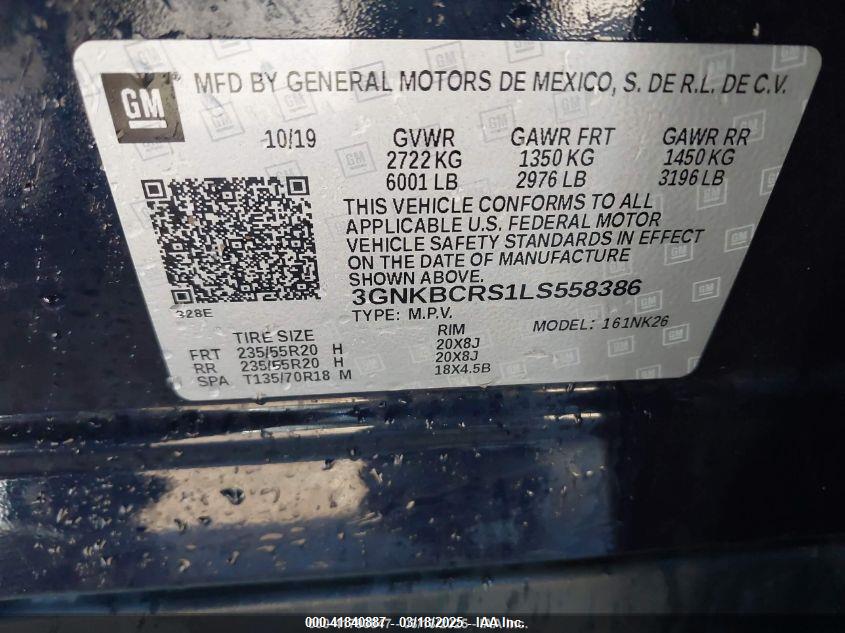 GM® MFD BY GENERAL MOTORS DE MEXICO, S. DE R.L. DE C.V.
10/19 GVWR GAWR FRT GAWR RR
2722 KG 1350 KG 1450 KG
6001 LB 2976 LB 3196 LB
THIS VEHICLE CONFORMS TO ALL
APPLICABLE U.S. FEDERAL MOTOR
VEHICLE SAFETY STANDARDS IN EFFECT
ON THE DATE OF MANUFACTURE
SHOWN ABOVE.
3GNKBCRS1LS558386
328E
TYPE: M.P.V. MODEL: 161NK26
TIRE SIZE RIM
FRT 235/55R20 H 20X8J
RR 235/55R20 H 20X8J
SPA T135/70R18 M 18X4.5B
000-41840887 03/18/2025 IAA Inc.